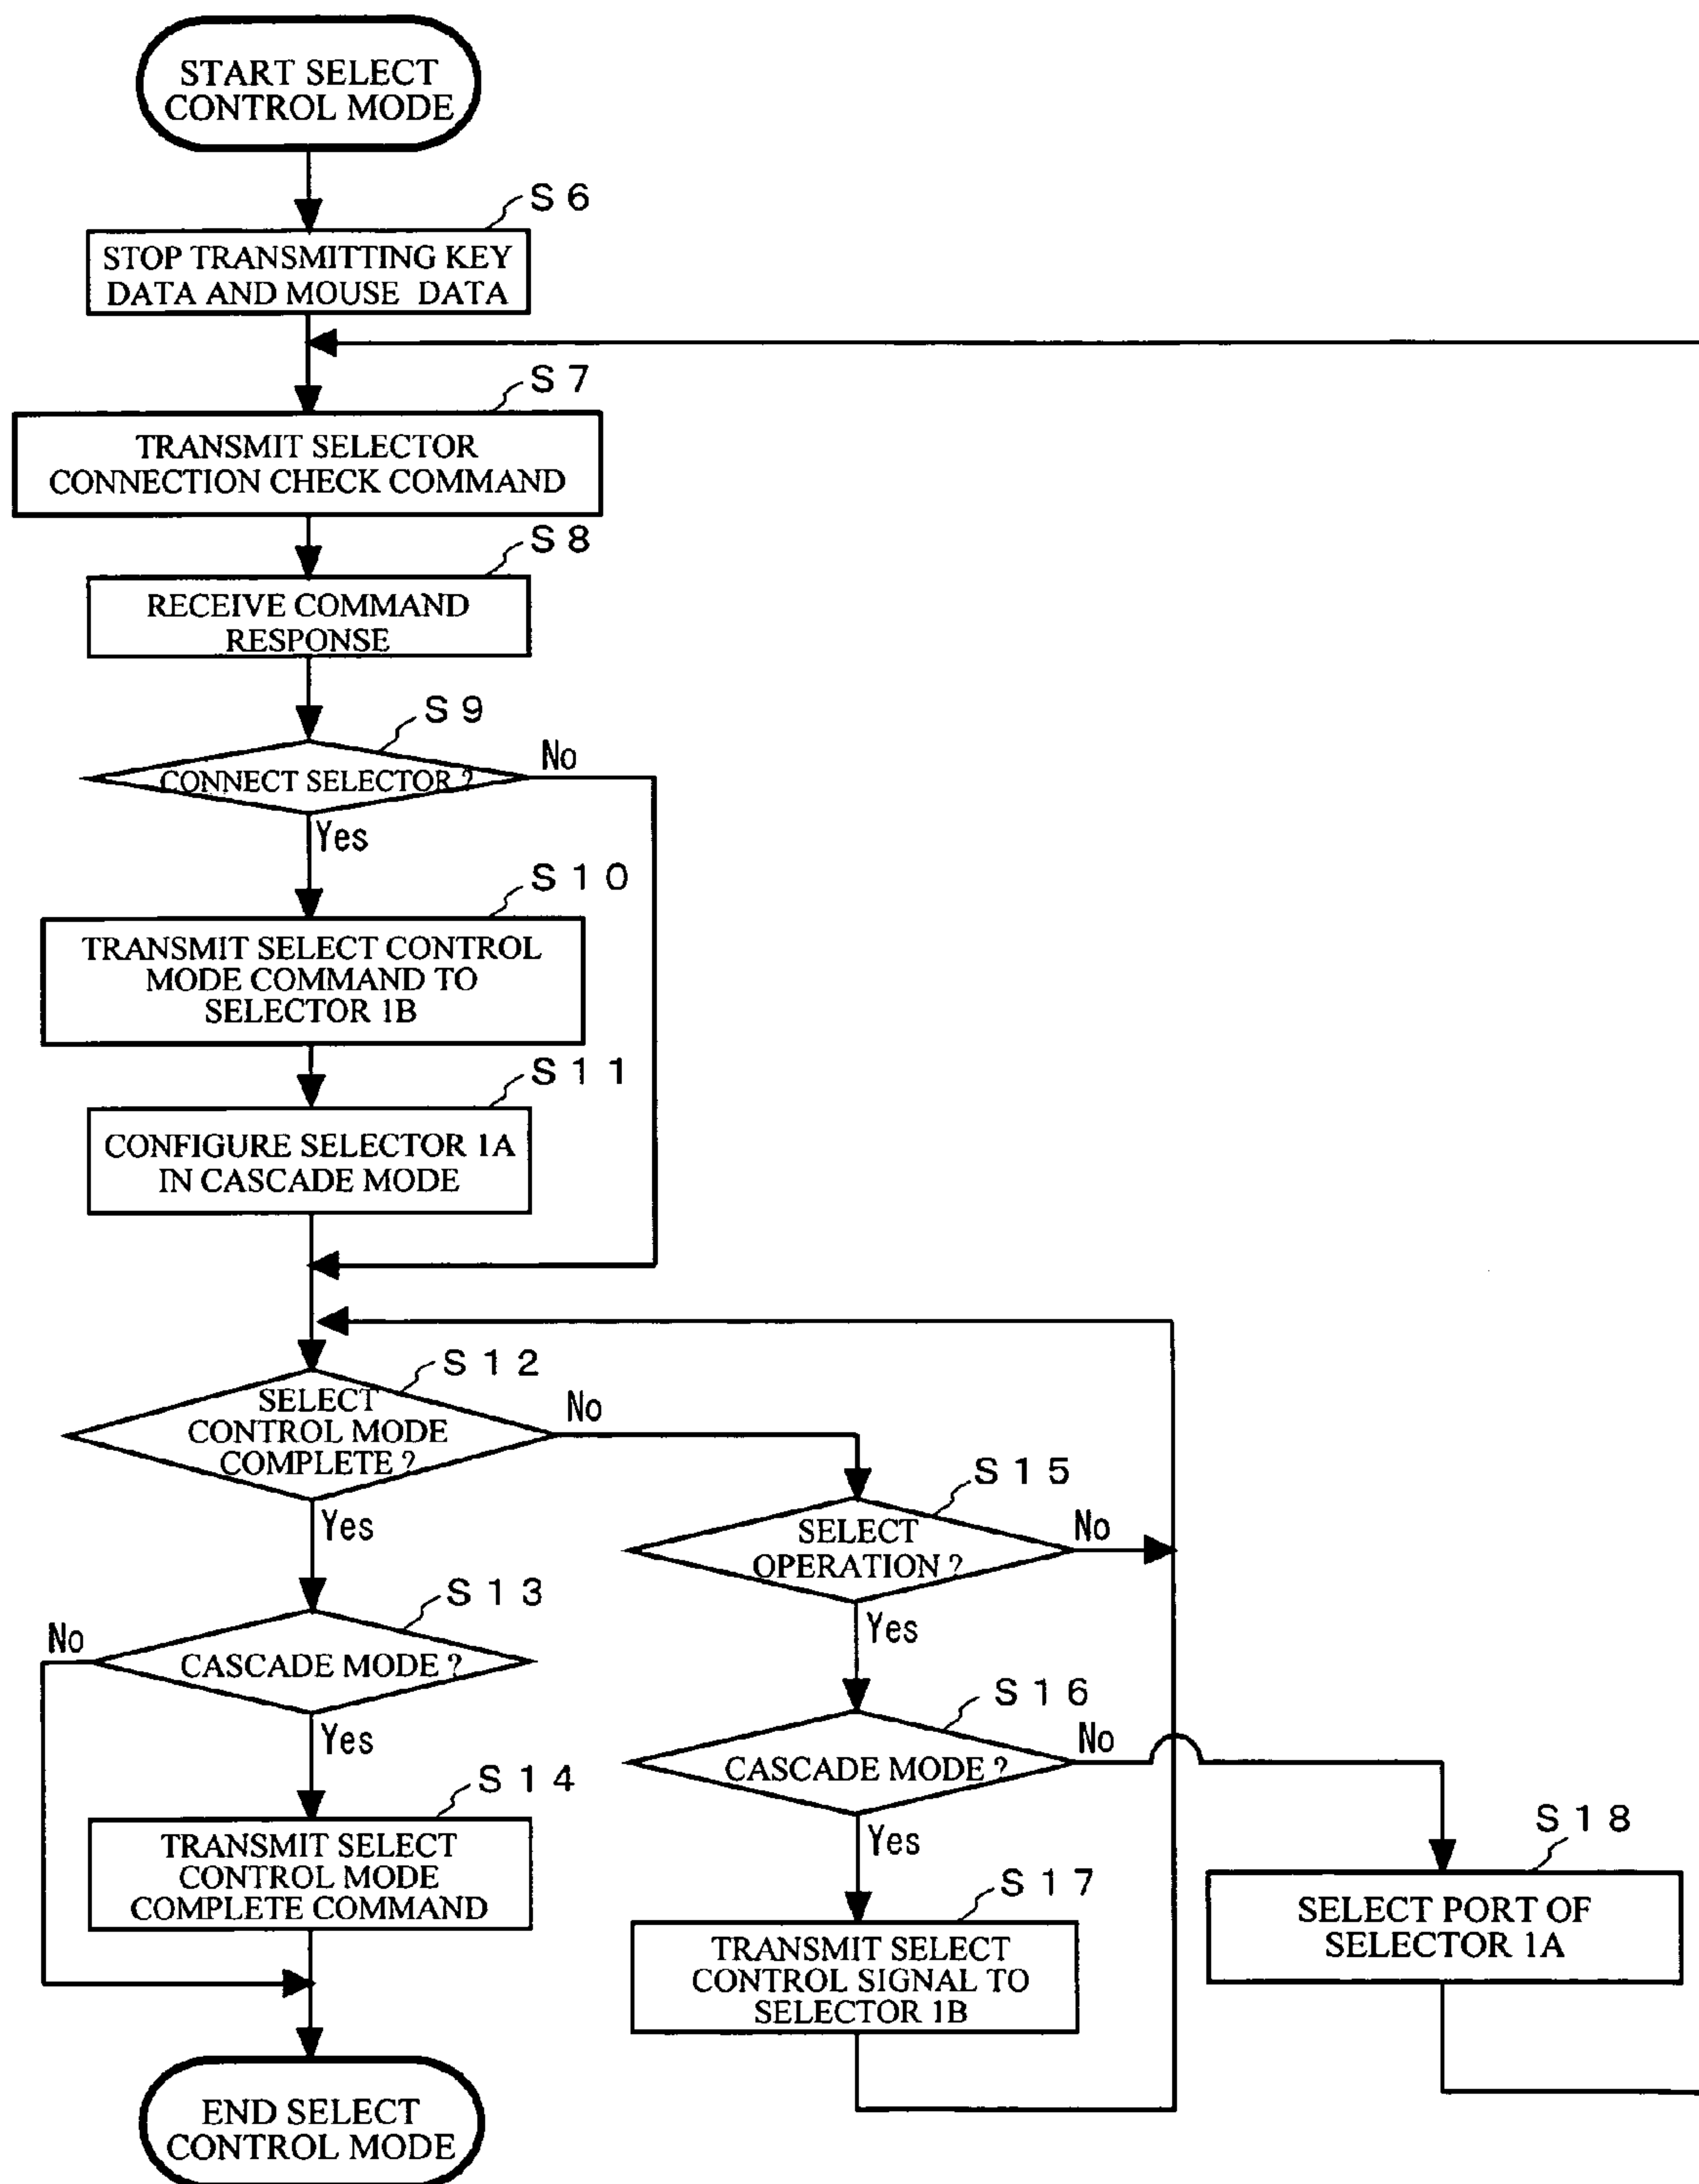 START SELECT
CONTROL MODE
S 6
STOP TRANSMITTING KEY
DATA AND MOUSE DATA
S 7
TRANSMIT SELECTOR
CONNECTION CHECK COMMAND
S 8
RECEIVE COMMAND
RESPONSE
S 9
CONNECT SELECTOR ?
No
Yes
S 1 0
TRANSMIT SELECT CONTROL
MODE COMMAND TO
SELECTOR 1B
S 1 1
CONFIGURE SELECTOR 1A
IN CASCADE MODE
S 1 2
SELECT
CONTROL MODE
COMPLETE ?
No
Yes
S 1 3
CASCADE MODE ?
No
Yes
S 1 4
TRANSMIT SELECT
CONTROL MODE
COMPLETE COMMAND
END SELECT
CONTROL MODE
S 1 5
SELECT
OPERATION ?
No
Yes
S 1 6
CASCADE MODE ?
No
Yes
S 1 7
TRANSMIT SELECT
CONTROL SIGNAL TO
SELECTOR 1B
S 1 8
SELECT PORT OF
SELECTOR 1A